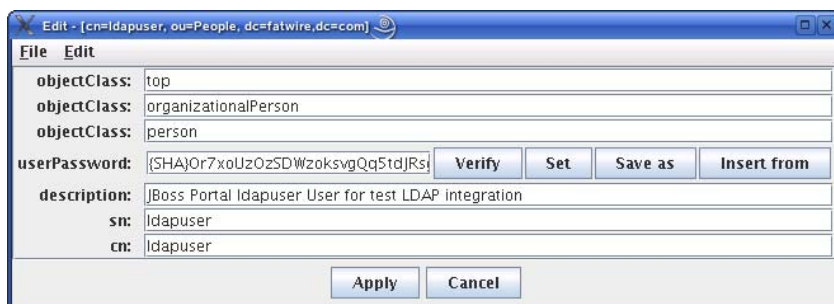 Edit - [cn=ldapuser, ou=People, dc=fatwire,dc=com]
File Edit
objectClass: top
objectClass: organizationalPerson
objectClass: person
userPassword: Verify Set Save as Insert from
description: JBoss Portal ldapuser User for test LDAP integration
sn: ldapuser
cn: ldapuser
Apply Cancel